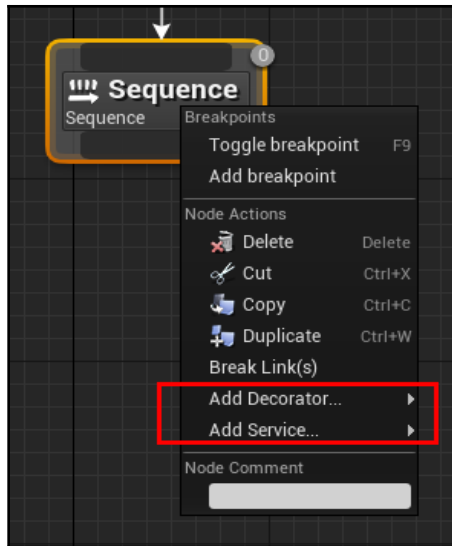 0
Sequence
Sequence
Breakpoints
Toggle breakpoint F9
Add breakpoint
Node Actions
Delete Delete
Cut Ctrl+X
Copy Ctrl+C
Duplicate Ctrl+W
Break Link(s)
Add Decorator...
Add Service...
Node Comment